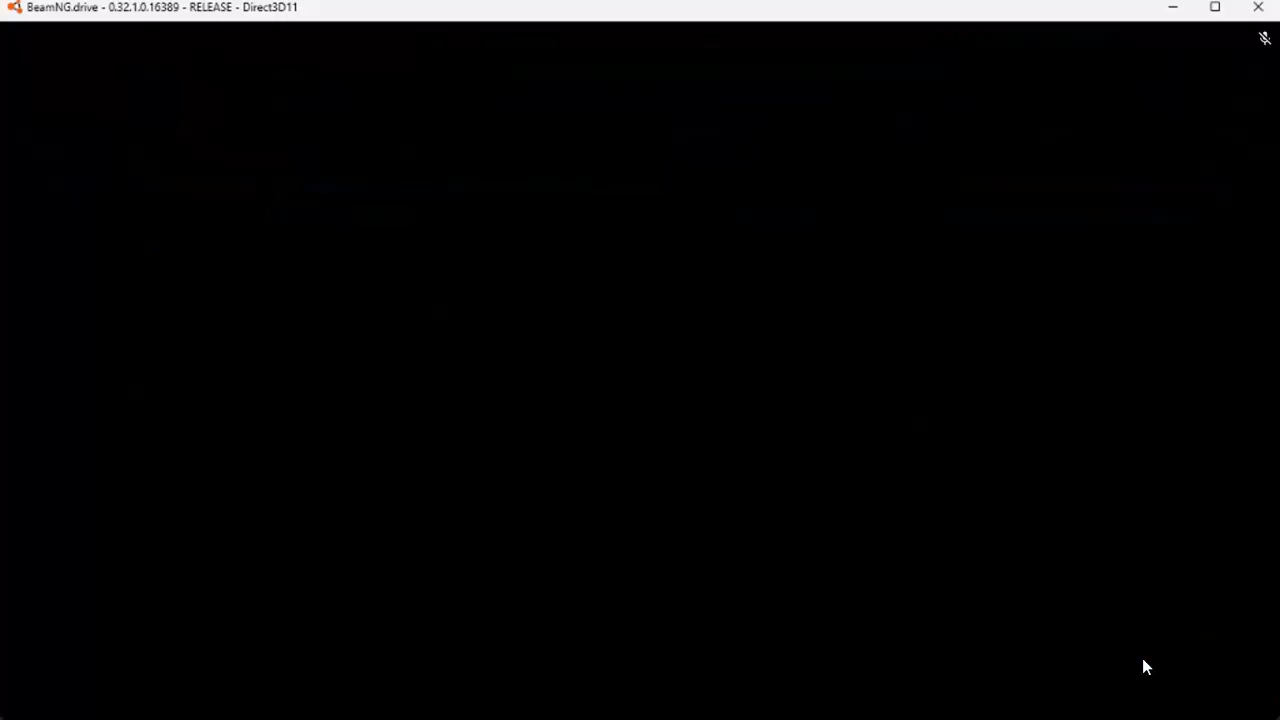 BeamNG.drive - 0.32.1.0.16389 - RELEASE - Direct3D11